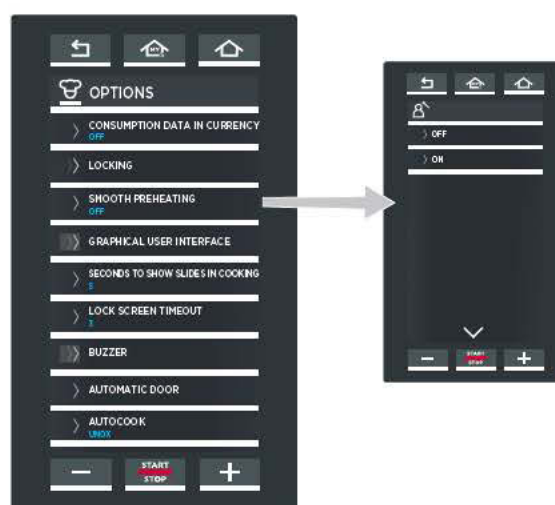 MY
OPTIONS
CONSUMPTION DATA IN CURRENCY
OFF
LOCKING
SMOOTH PREHEATING
OFF
GRAPHICAL USER INTERFACE
SECONDS TO SHOW SLIDES IN COOKING
5
LOCK SCREEN TIMEOUT
3
BUZZER
AUTOMATIC DOOR
AUTOCOOK
UNOX
START
STOP
OFF
ON
START
STOP